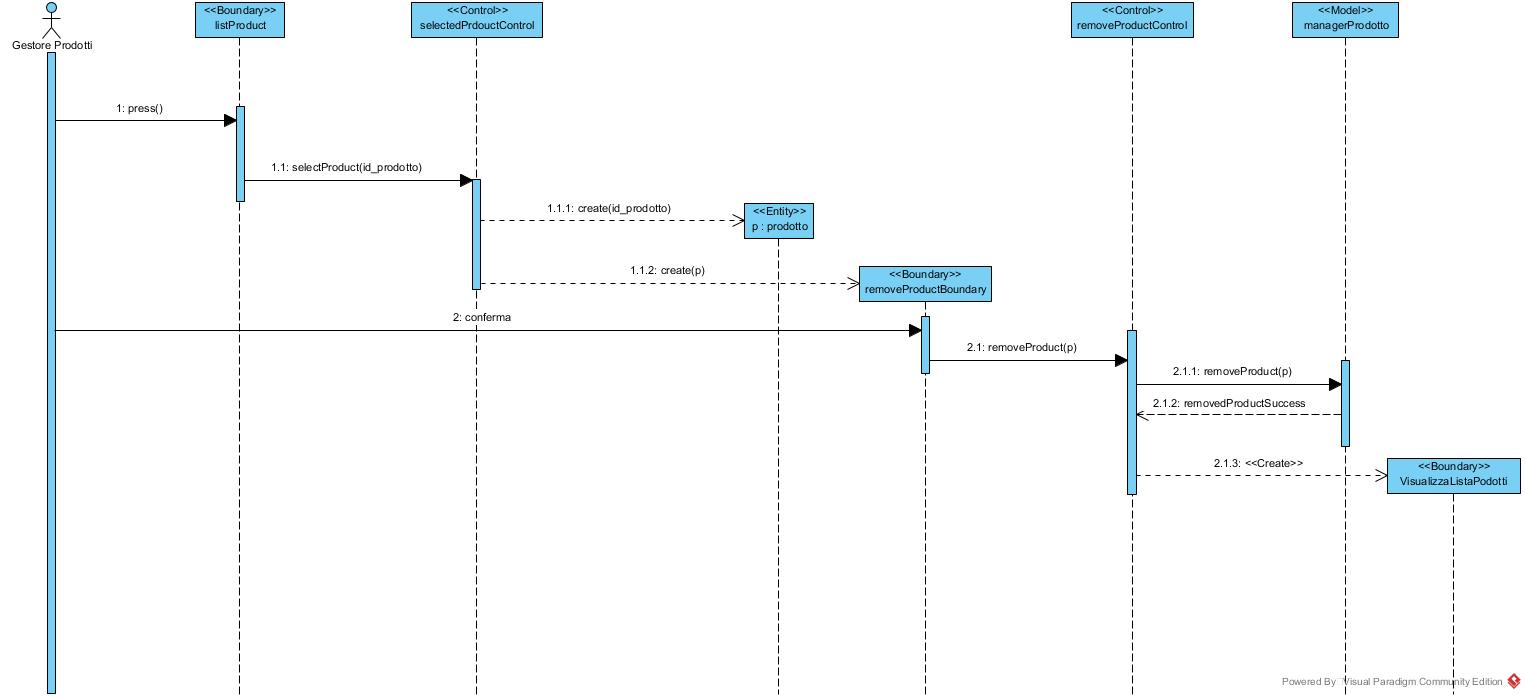 <<Boundary>>
listProduct
<<Control>>
selectedPrdouctControl
<<Control>>
removeProductControl
<<Model>>
managerProdotto
Gestore Prodotti
1: press()
1.1: selectProduct(id_prodotto)
1.1.1: create(id_prodotto)
<<Entity>>
p : prodotto
1.1.2: create(p)
<<Boundary>>
removeProductBoundary
2: conferma
2.1: removeProduct(p)
2.1.1: removeProduct(p)
2.1.2: removedProductSuccess
2.1.3: <<Create>>
<<Boundary>>
VisualizzaListaPodotti
Powered By Visual Paradigm Community Edition